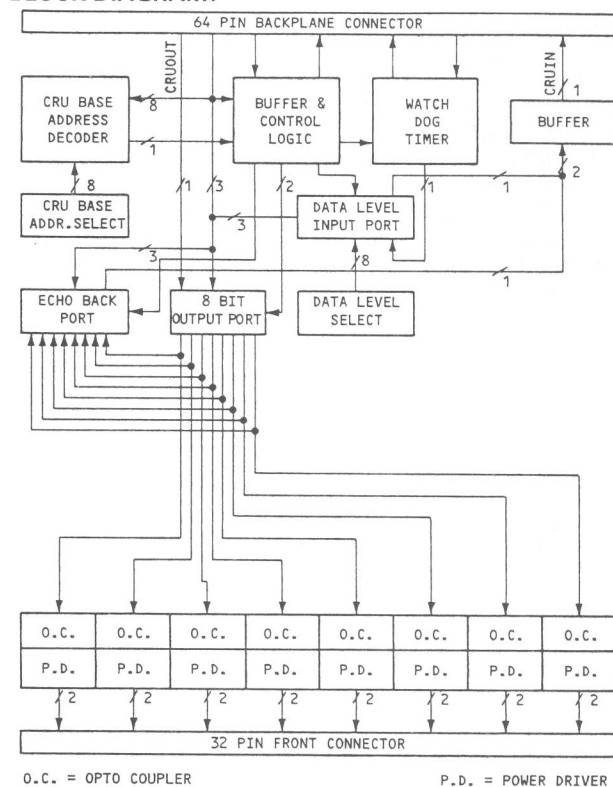 BLOCK DIAGRAM:
64 PIN BACKPLANE CONNECTOR
CRUOUT
CRUIN
CRU BASE
ADDRESS
DECODER
8
1
BUFFER &
CONTROL
LOGIC
WATCH
DOG
TIMER
1
BUFFER
2
8
CRU BASE
ADDR.SELECT
1
3
2
1
1
3
DATA LEVEL
INPUT PORT
3
8
1
ECHO BACK
PORT
8 BIT
OUTPUT PORT
DATA LEVEL
SELECT
O.C. O.C. O.C. O.C. O.C. O.C. O.C. O.C.
P.D. P.D. P.D. P.D. P.D. P.D. P.D. P.D.
2 2 2 2 2 2 2 2
32 PIN FRONT CONNECTOR
O.C. = OPTO COUPLER P.D. = POWER DRIVER